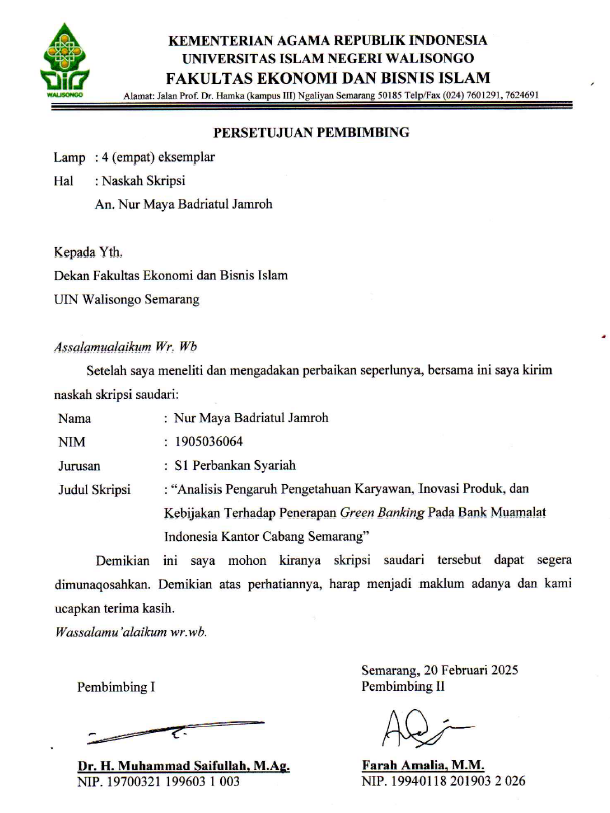 KEMENTERIAN AGAMA REPUBLIK INDONESIA
UNIVERSITAS ISLAM NEGERI WALISONGO
FAKULTAS EKONOMI DAN BISNIS ISLAM
WALISONGO
Alamat: Jalan Prof. Dr. Hamka (kampus III) Ngaliyan Semarang 50185 Telp/Fax (024) 7601291, 7624691
PERSETUJUAN PEMBIMBING
Lamp : 4 (empat) eksemplar
Hal : Naskah Skripsi
An. Nur Maya Badriatul Jamroh
Kepada Yth.
Dekan Fakultas Ekonomi dan Bisnis Islam
UIN Walisongo Semarang
Assalamualaikum Wr. Wb
Setelah saya meneliti dan mengadakan perbaikan seperlunya, bersama ini saya kirim
naskah skripsi saudari:
Nama : Nur Maya Badriatul Jamroh
NIM : 1905036064
Jurusan : S1 Perbankan Syariah
Judul Skripsi : “Analisis Pengaruh Pengetahuan Karyawan, Inovasi Produk, dan
Kebijakan Terhadap Penerapan Green Banking Pada Bank Muamalat
Indonesia Kantor Cabang Semarang”
Demikian ini saya mohon kiranya skripsi saudari tersebut dapat segera
dimunaqosahkan. Demikian atas perhatiannya, harap menjadi maklum adanya dan kami
ucapkan terima kasih.
Wassalamu’alaikum wr.wb.
Semarang, 20 Februari 2025
Pembimbing I Pembimbing II
Dr. H. Muhammad Saifullah, M.Ag. Farah Amalia, M.M.
NIP. 19700321 199603 1 003 NIP. 19940118 201903 2 026